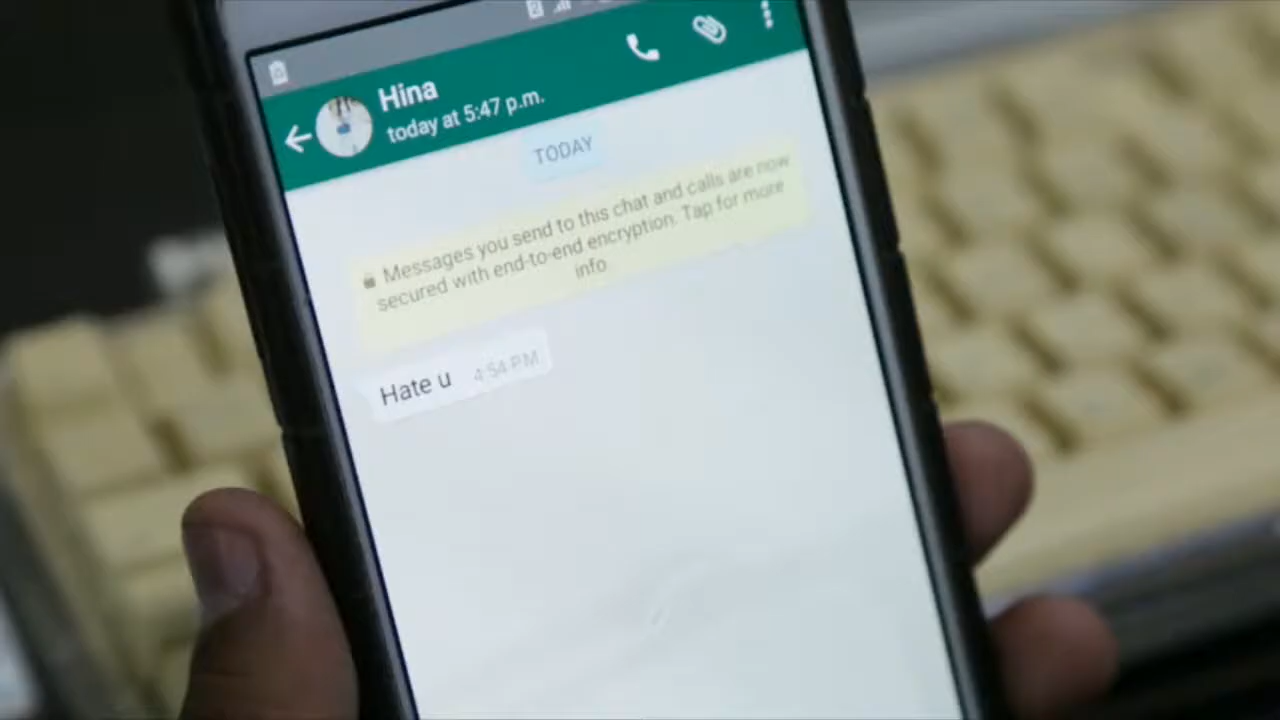 Hina
today at 5:47 p.m.
TODAY
Messages you send to this chat and calls are now
secured with end-to-end encryption. Tap for more
info
Hate u 4:54 PM